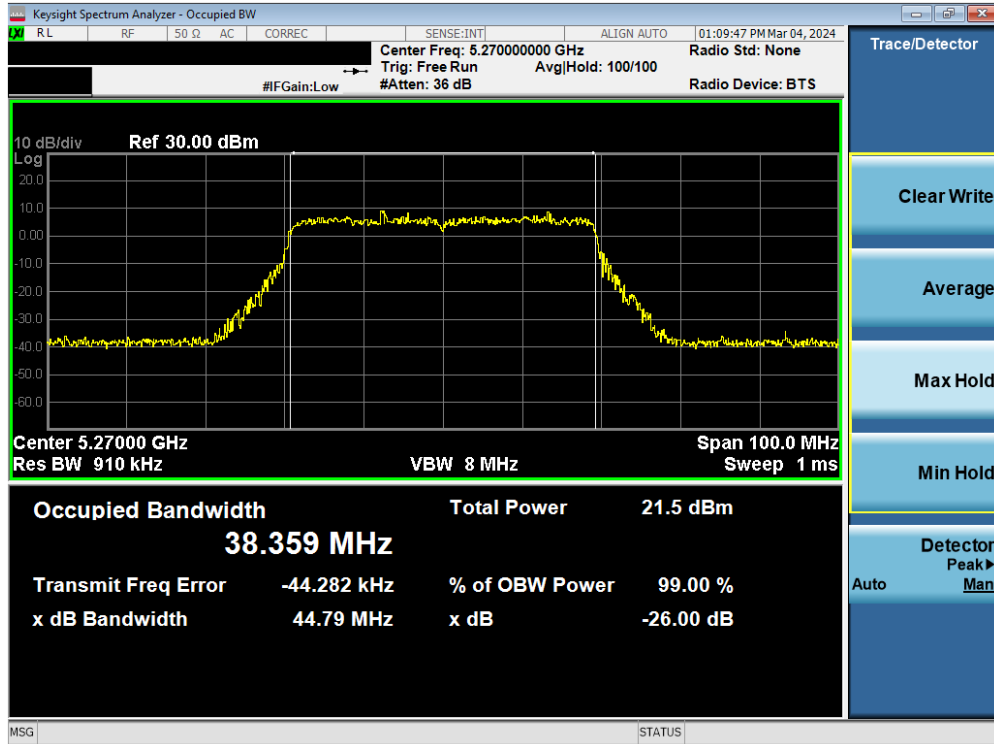 Keysight Spectrum Analyzer - Occupied BW
LXI RL RF 50 Ω AC CORREC SENSE:INT ALIGN AUTO 01:09:47 PM Mar 04, 2024
Center Freq: 5.270000000 GHz Radio Std: None
Trig: Free Run Avg|Hold: 100/100
#IFGain:Low #Atten: 36 dB Radio Device: BTS
10 dB/div Ref 30.00 dBm
Log
20.0
10.0
0.00
-10.0
-20.0
-30.0
-40.0
-50.0
-60.0
Center 5.27000 GHz Span 100.0 MHz
Res BW 910 kHz VBW 8 MHz Sweep 1 ms
Occupied Bandwidth Total Power 21.5 dBm
38.359 MHz
Transmit Freq Error -44.282 kHz % of OBW Power 99.00 %
x dB Bandwidth 44.79 MHz x dB -26.00 dB
Trace/Detector
Clear Write
Average
Max Hold
Min Hold
Detector
Peak▶
Auto Man
MSG STATUS